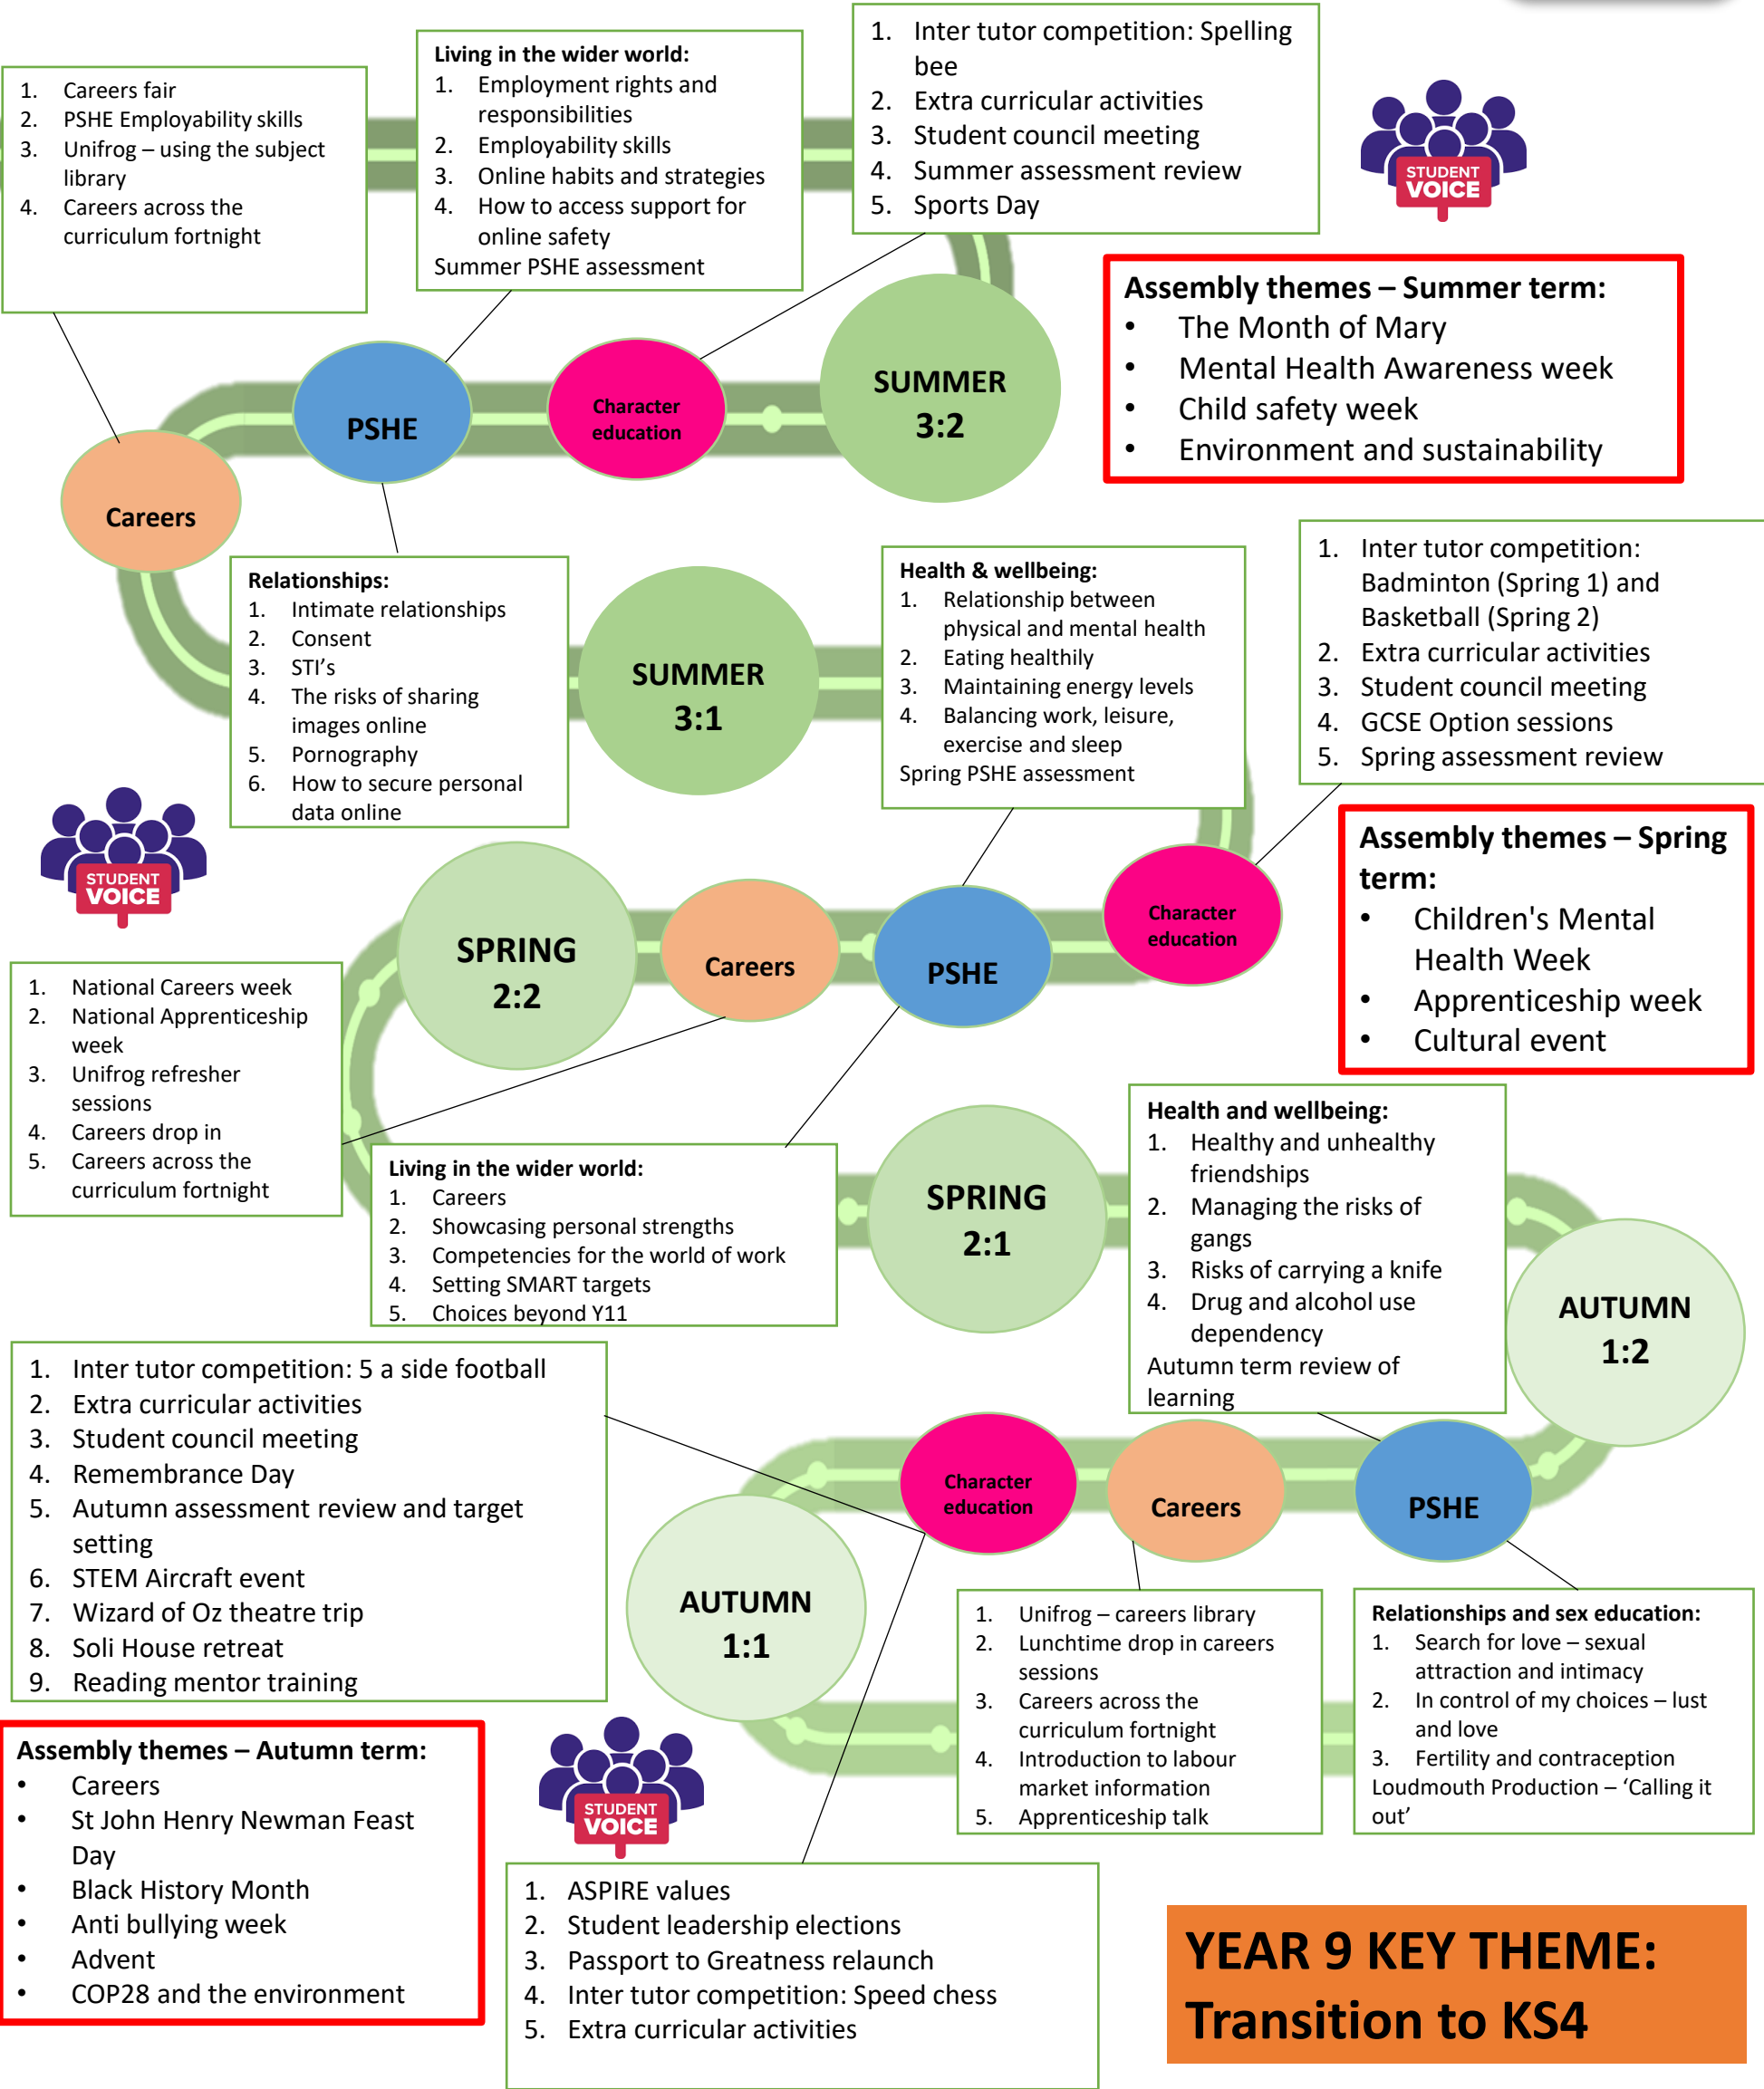 1. Careers fair
2. PSHE Employability skills
3. Unifrog – using the subject
library
4. Careers across the
curriculum fortnight
Living in the wider world:
1. Employment rights and
responsibilities
2. Employability skills
3. Online habits and strategies
4. How to access support for
online safety
Summer PSHE assessment
1. Inter tutor competition: Spelling
bee
2. Extra curricular activities
3. Student council meeting
4. Summer assessment review
5. Sports Day
STUDENT
VOICE
Assembly themes – Summer term:
• The Month of Mary
• Mental Health Awareness week
• Child safety week
• Environment and sustainability
SUMMER
3:2
Character
education
PSHE
Careers
Relationships:
1. Intimate relationships
2. Consent
3. STI's
4. The risks of sharing
images online
5. Pornography
6. How to secure personal
data online
SUMMER
3:1
Health & wellbeing:
1. Relationship between
physical and mental health
2. Eating healthily
3. Maintaining energy levels
4. Balancing work, leisure,
exercise and sleep
Spring PSHE assessment
1. Inter tutor competition:
Badminton (Spring 1) and
Basketball (Spring 2)
2. Extra curricular activities
3. Student council meeting
4. GCSE Option sessions
5. Spring assessment review
STUDENT
VOICE
Assembly themes – Spring
term:
• Children's Mental
Health Week
• Apprenticeship week
• Cultural event
SPRING
2:2
Careers
PSHE
Character
education
1. National Careers week
2. National Apprenticeship
week
3. Unifrog refresher
sessions
4. Careers drop in
5. Careers across the
curriculum fortnight
Living in the wider world:
1. Careers
2. Showcasing personal strengths
3. Competencies for the world of work
4. Setting SMART targets
5. Choices beyond Y11
SPRING
2:1
Health and wellbeing:
1. Healthy and unhealthy
friendships
2. Managing the risks of
gangs
3. Risks of carrying a knife
4. Drug and alcohol use
dependency
Autumn term review of
learning
AUTUMN
1:2
1. Inter tutor competition: 5 a side football
2. Extra curricular activities
3. Student council meeting
4. Remembrance Day
5. Autumn assessment review and target
setting
6. STEM Aircraft event
7. Wizard of Oz theatre trip
8. Soli House retreat
9. Reading mentor training
Character
education
Careers
PSHE
AUTUMN
1:1
1. Unifrog – careers library
2. Lunchtime drop in careers
sessions
3. Careers across the
curriculum fortnight
4. Introduction to labour
market information
5. Apprenticeship talk
Relationships and sex education:
1. Search for love – sexual
attraction and intimacy
2. In control of my choices – lust
and love
3. Fertility and contraception
Loudmouth Production – 'Calling it
out'
Assembly themes – Autumn term:
• Careers
• St John Henry Newman Feast
Day
• Black History Month
• Anti bullying week
• Advent
• COP28 and the environment
STUDENT
VOICE
1. ASPIRE values
2. Student leadership elections
3. Passport to Greatness relaunch
4. Inter tutor competition: Speed chess
5. Extra curricular activities
YEAR 9 KEY THEME:
Transition to KS4